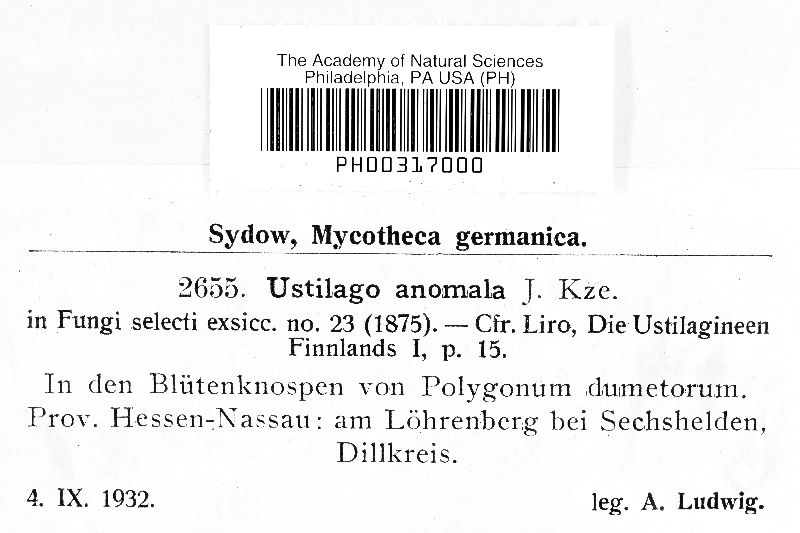 The Academy of Natural Sciences
Philadelphia, PA USA (PH)
PH00317000
Sydow, Mycotheca germanica.
2655. Ustilago anomala J. Kze.
in Fungi selecti exsicc. no. 23 (1875). — Cfr. Liro, Die Ustilagineen
Finnlands I, p. 15.
In den Blütenknospen von Polygonum dumetorum.
Prov. Hessen-Nassau: am Löhrenberg bei Sechshelden,
Dillkreis.
4. IX. 1932. leg. A. Ludwig.